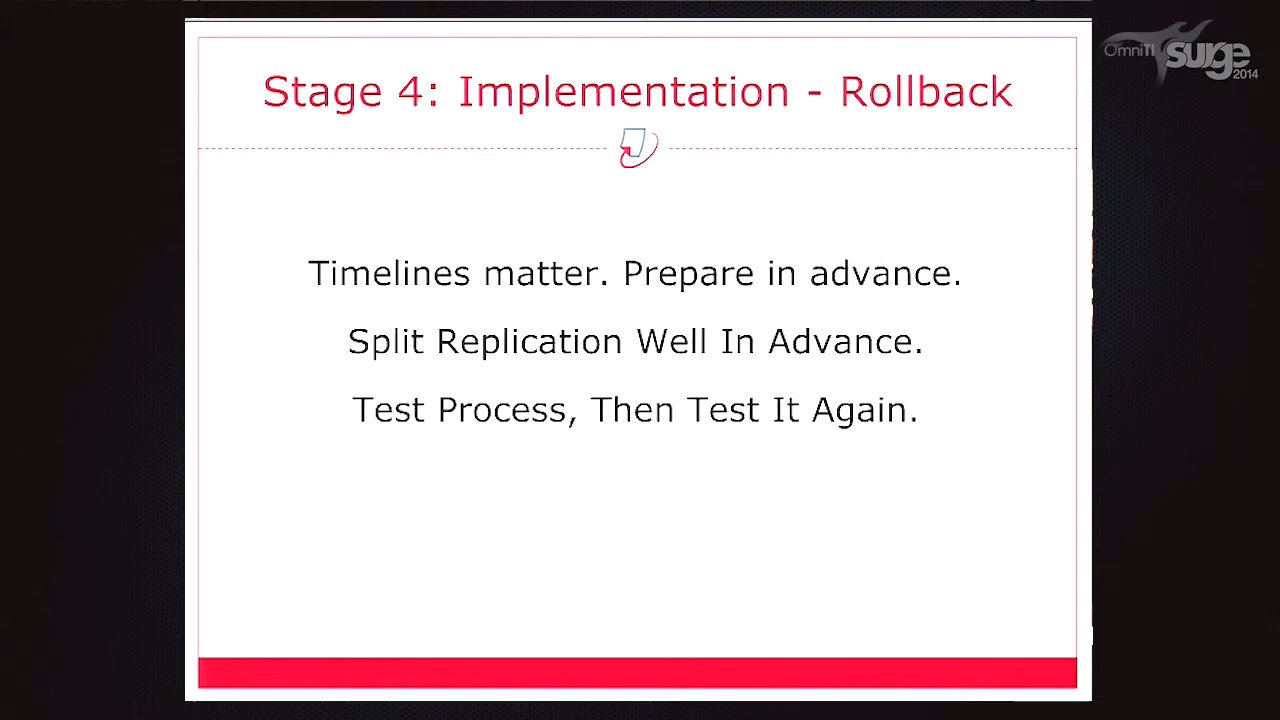 Stage 4: Implementation - Rollback
OmniTI surge 2014
Timelines matter. Prepare in advance.
Split Replication Well In Advance.
Test Process, Then Test It Again.